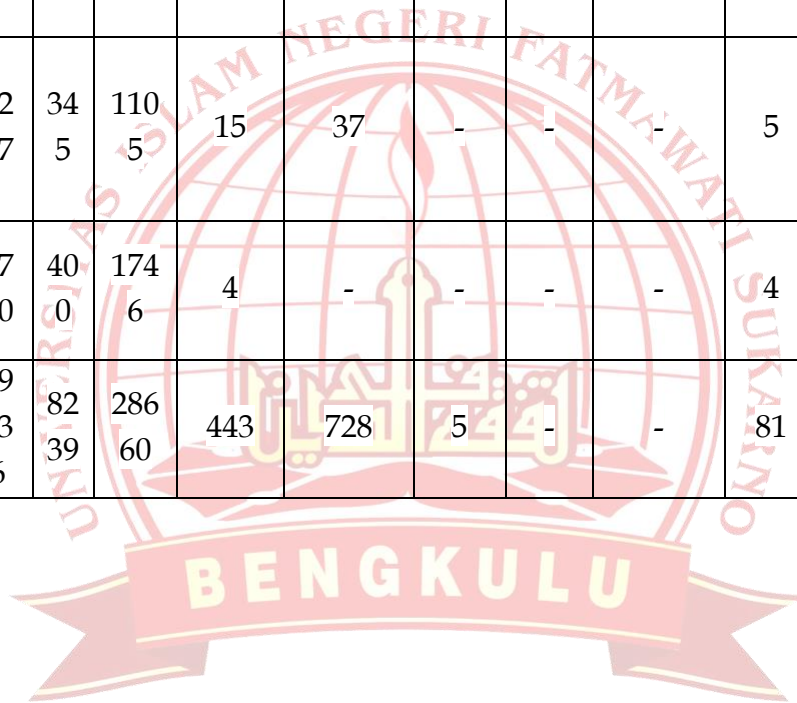 2 34 110
7 5 5 15 37 - - - 5
7 40 174
0 0 6 4 - - - - 4
9
3 82 286
6 39 60 443 728 5 - - 81
UNIVERSITAS ISLAM NEGERI FATMAWATI SUKARNO
BENGKULU